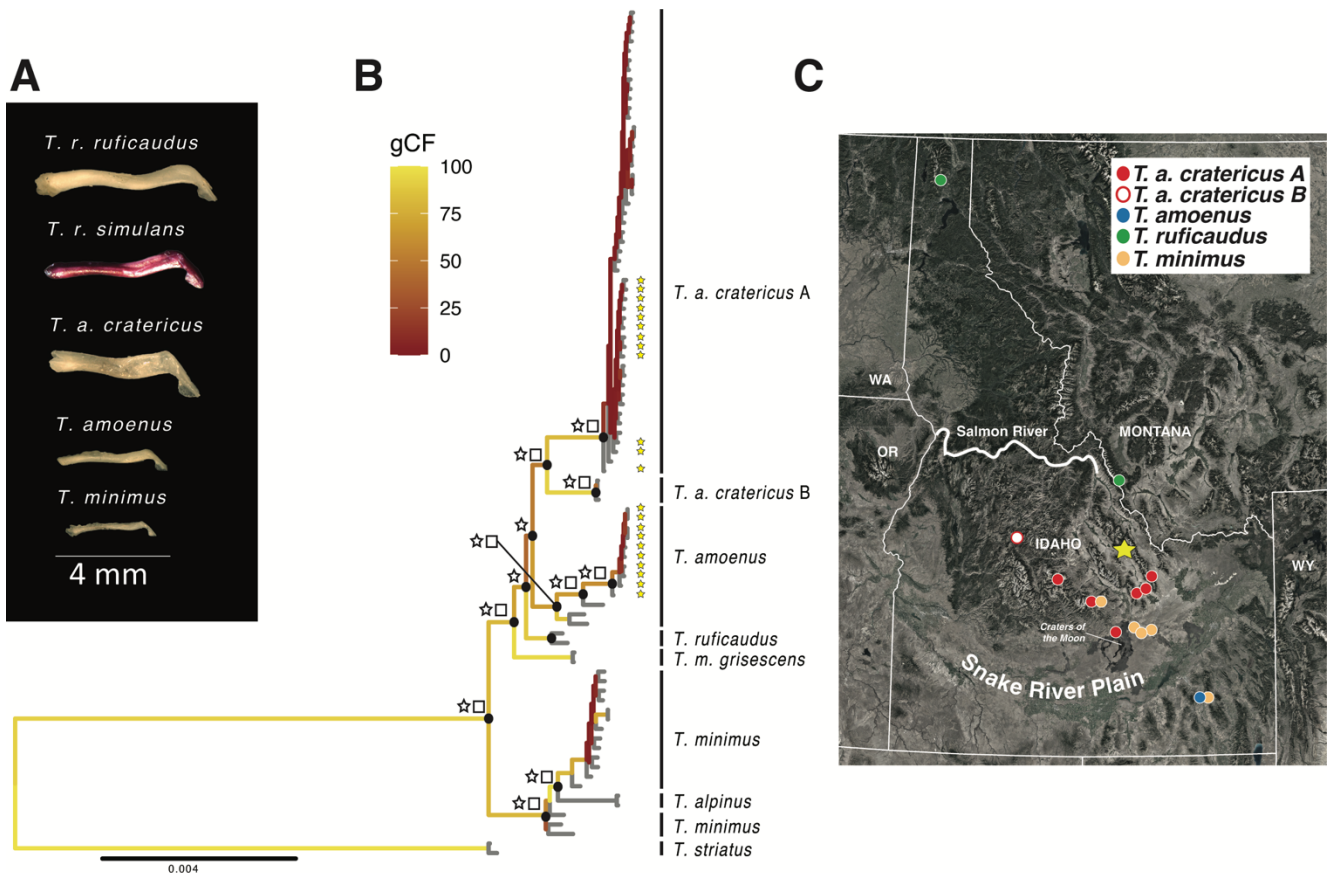 A
T. r. ruficaudus
T. r. simulans
T. a. cratericus
T. amoenus
T. minimus
4 mm
B
gCF
100
75
50
25
0
T. a. cratericus A
T. a. cratericus B
T. amoenus
T. ruficaudus
T. m. grisescens
T. minimus
T. alpinus
T. minimus
T. striatus
0.004
C
T. a. cratericus A
T. a. cratericus B
T. amoenus
T. ruficaudus
T. minimus
WA
OR
Salmon River
MONTANA
IDAHO
WY
Craters of
the Moon
Snake River Plain